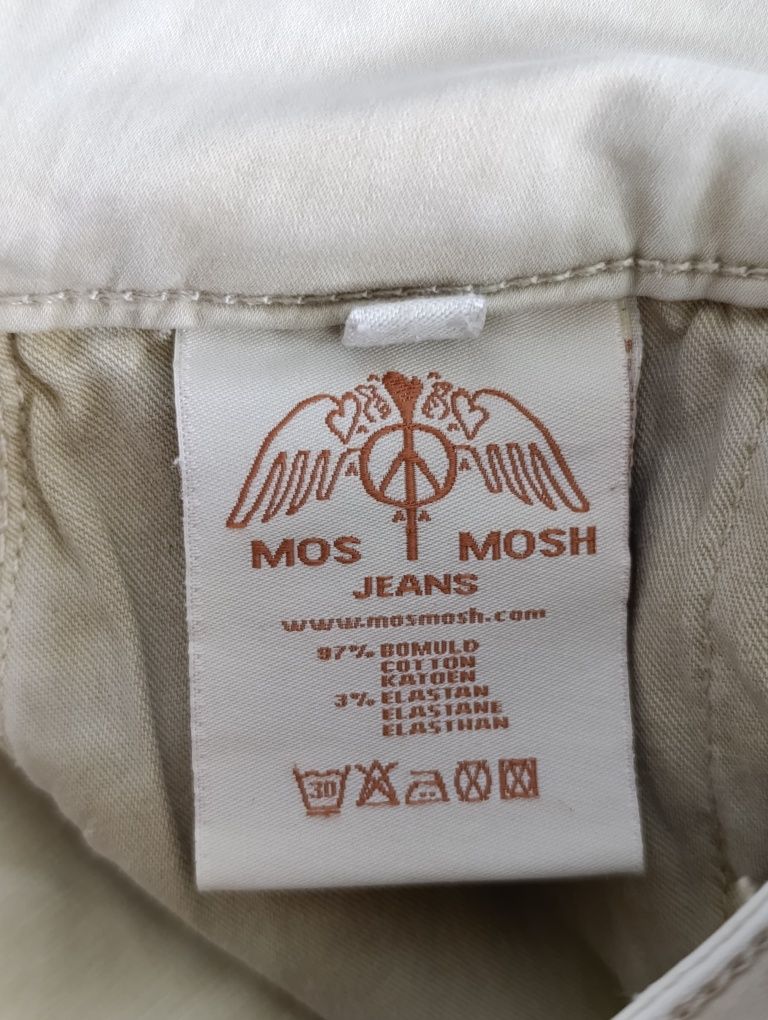 MOS MOSH
JEANS
www.mosmosh.com
97% BOMULD
COTTON
KATOEN
3% ELASTAN
ELASTANE
ELASTHAN
30